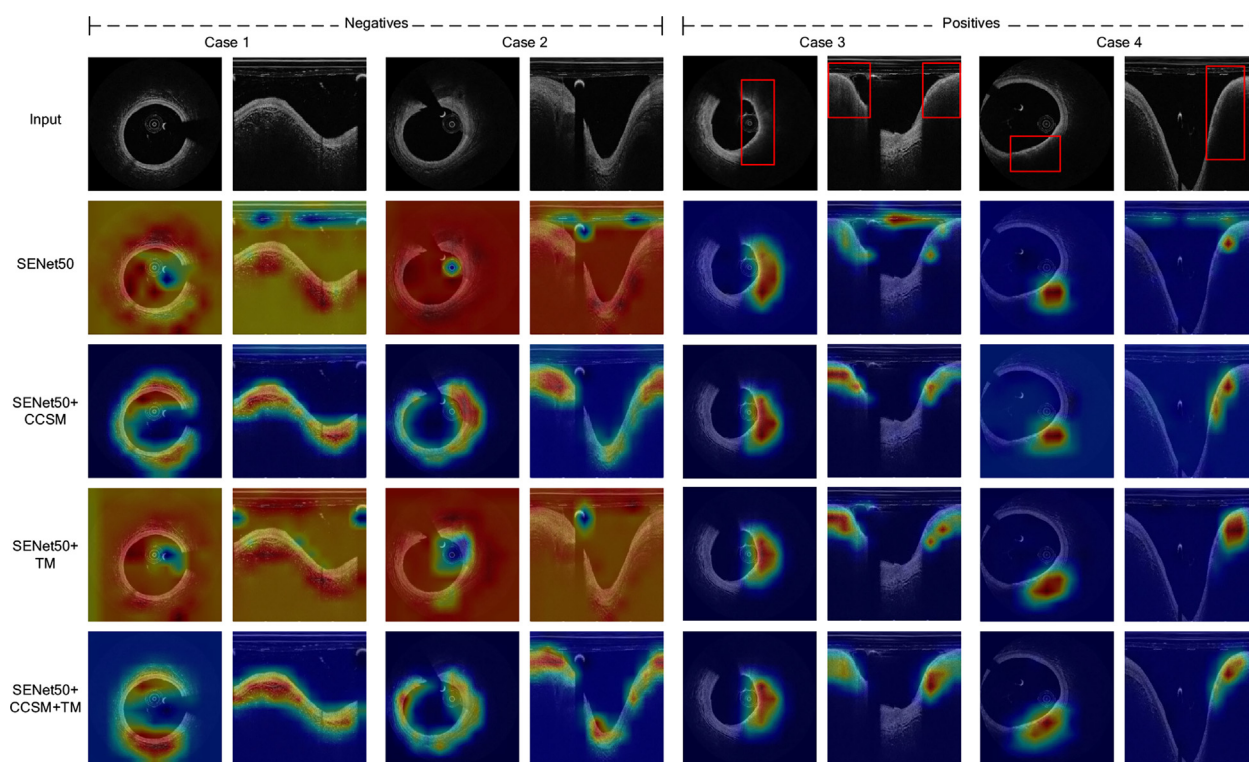 Negatives
Positives
Case 1
Case 2
Case 3
Case 4
Input
SENet50
SENet50+
CCSM
SENet50+
TM
SENet50+
CCSM+TM